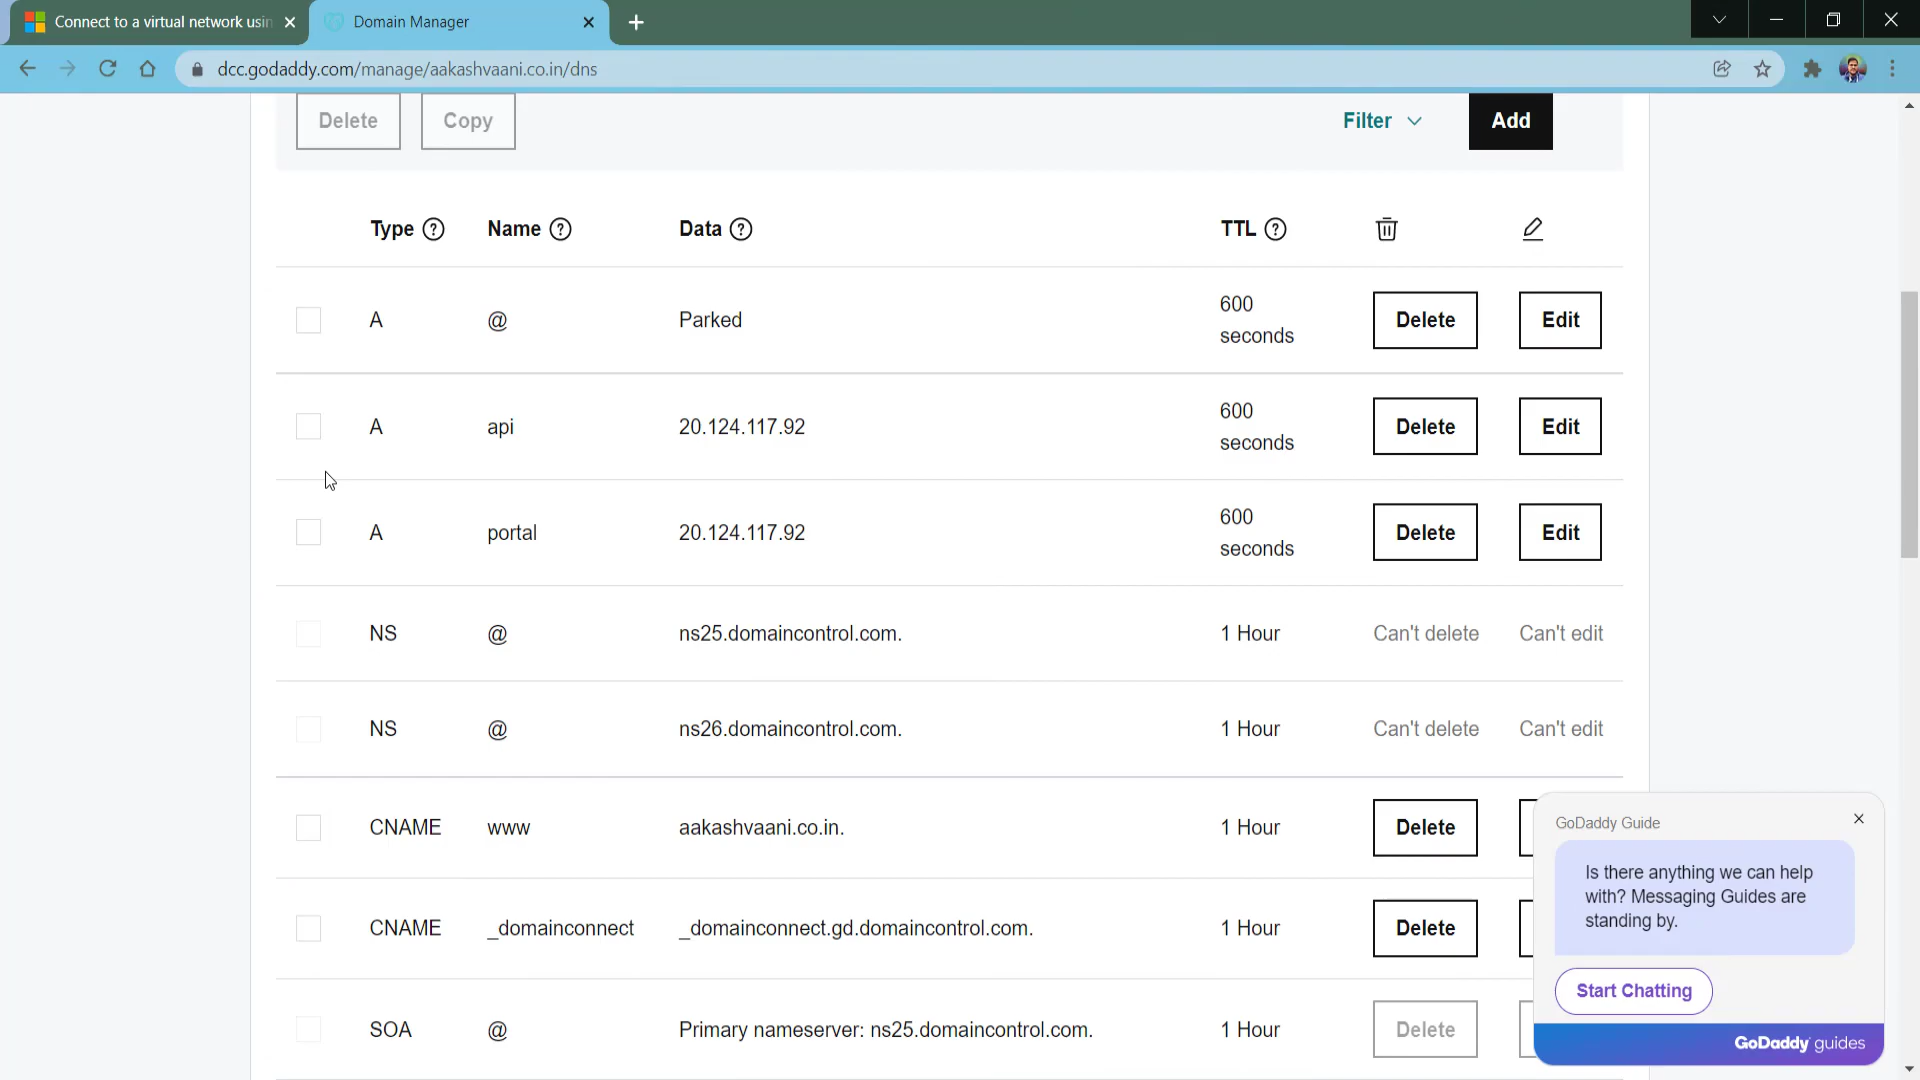 Connect to a virtual network usin
Domain Manager
dcc.godaddy.com/manage/aakashvaani.co.in/dns
Delete Copy Filter Add
Type Name Data TTL
A @ Parked 600 seconds Delete Edit
A api 20.124.117.92 600 seconds Delete Edit
A portal 20.124.117.92 600 seconds Delete Edit
NS @ ns25.domaincontrol.com. 1 Hour Can't delete Can't edit
NS @ ns26.domaincontrol.com. 1 Hour Can't delete Can't edit
CNAME www aakashvaani.co.in. 1 Hour Delete
CNAME _domainconnect _domainconnect.gd.domaincontrol.com. 1 Hour Delete
SOA @ Primary nameserver: ns25.domaincontrol.com. 1 Hour Delete
GoDaddy Guide
Is there anything we can help
with? Messaging Guides are
standing by.
Start Chatting
GoDaddy guides